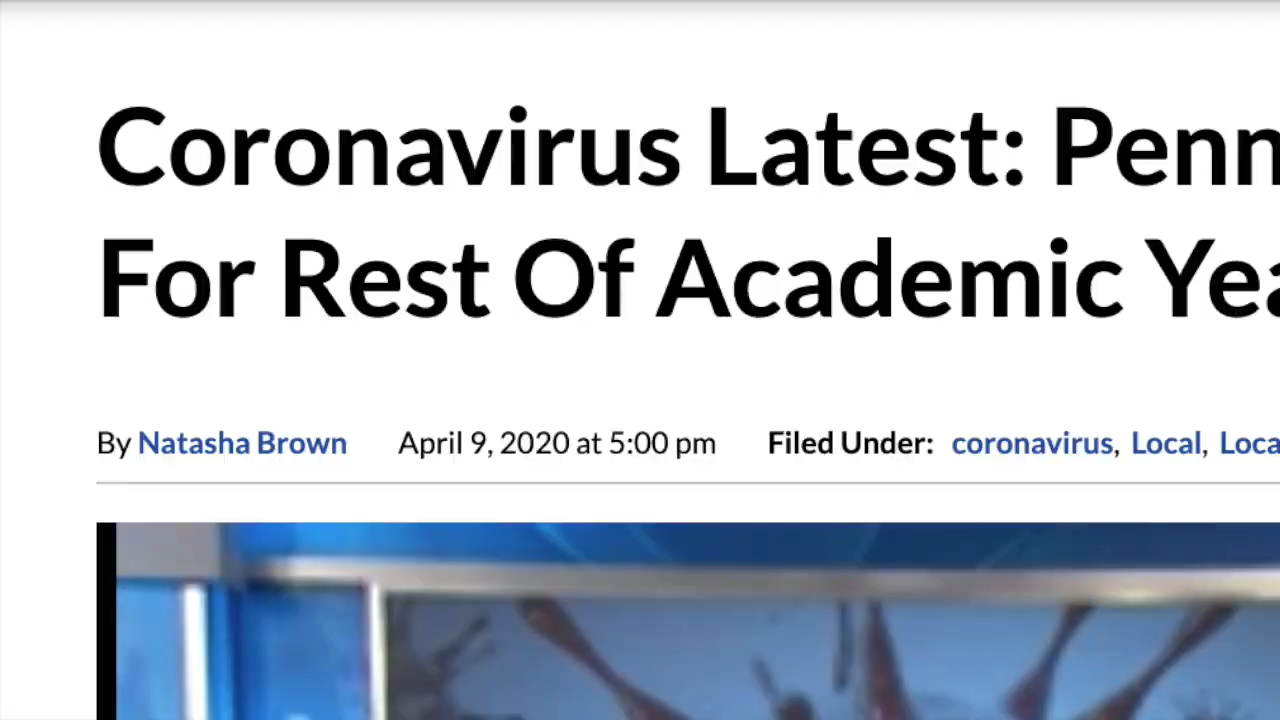 Coronavirus Latest: Penn
For Rest Of Academic Yea
By Natasha Brown April 9, 2020 at 5:00 pm Filed Under: coronavirus, Local, Loca